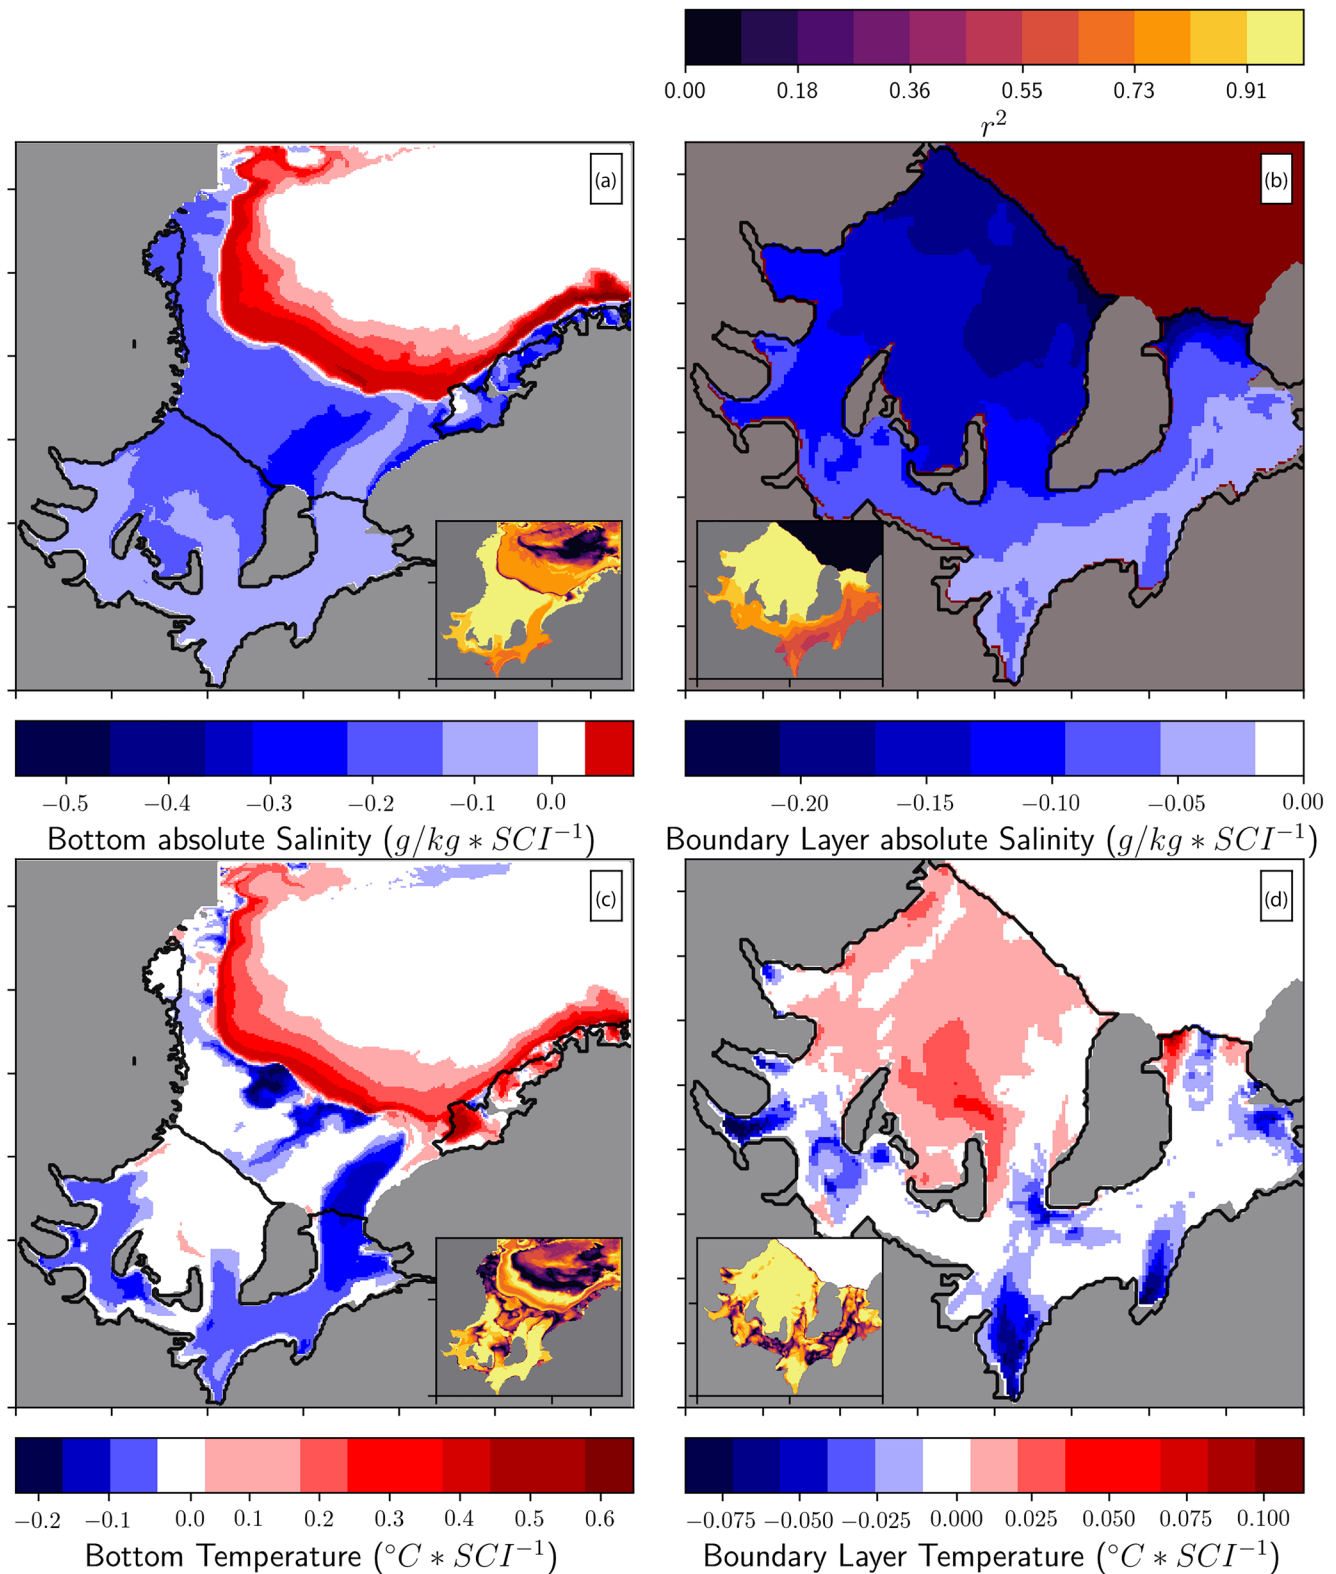 0.00 0.18 0.36 0.55 0.73 0.91
r²
(a)
(b)
−0.5 −0.4 −0.3 −0.2 −0.1 0.0
Bottom absolute Salinity (g/kg ∗ SCI⁻¹)
−0.20 −0.15 −0.10 −0.05 0.00
Boundary Layer absolute Salinity (g/kg ∗ SCI⁻¹)
(c)
(d)
−0.2 −0.1 0.0 0.1 0.2 0.3 0.4 0.5 0.6
Bottom Temperature (°C ∗ SCI⁻¹)
−0.075 −0.050 −0.025 0.000 0.025 0.050 0.075 0.100
Boundary Layer Temperature (°C ∗ SCI⁻¹)